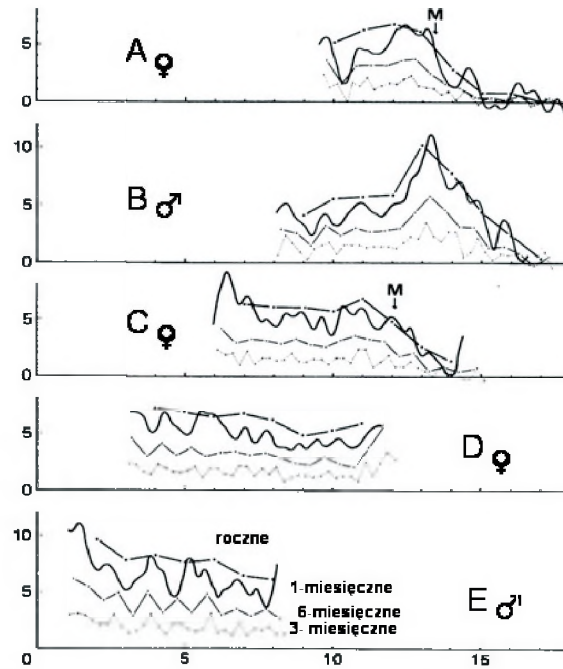 M
5
A ♀
0
10
B ♂
5
0
M
C ♀
5
0
5
D ♀
0
10
roczne
5
1-miesięczne
6-miesięczne
E ♂
3- miesięczne
0
5
10
15